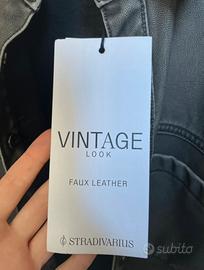 VINTAGE
LOOK
FAUX LEATHER
STRADIVARIUS
subito